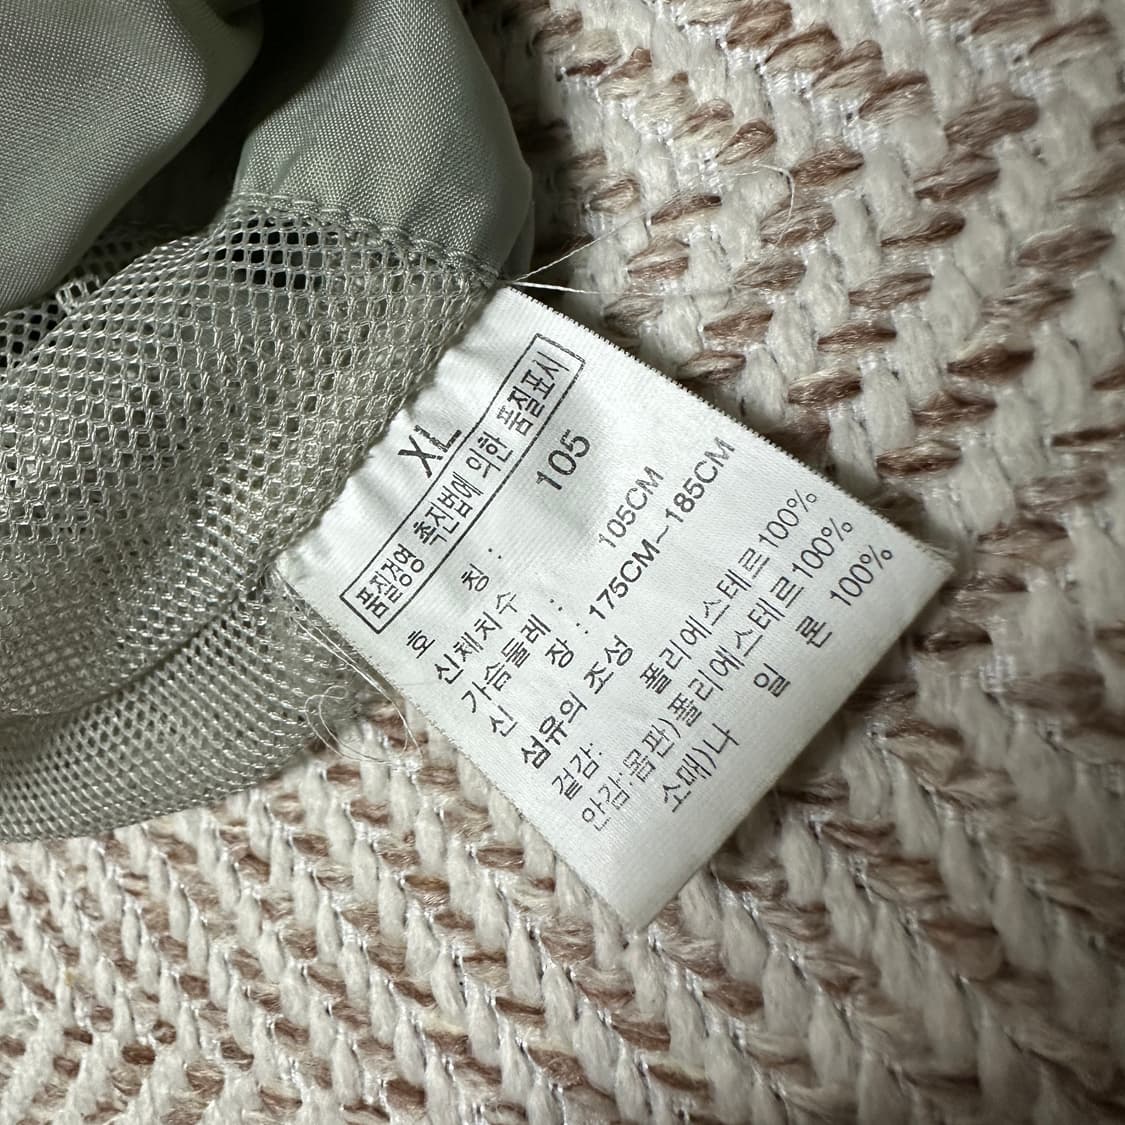 XL
품질경영 촉진법에 의한 품질표시
호 칭 : 105
신체치수
가슴둘레 : 105CM
신 장 : 175CM-185CM
섬유의 조성
겉감: 폴리에스테르100%
안감:몸판)폴리에스테르100%
소매)나 일 론 100%